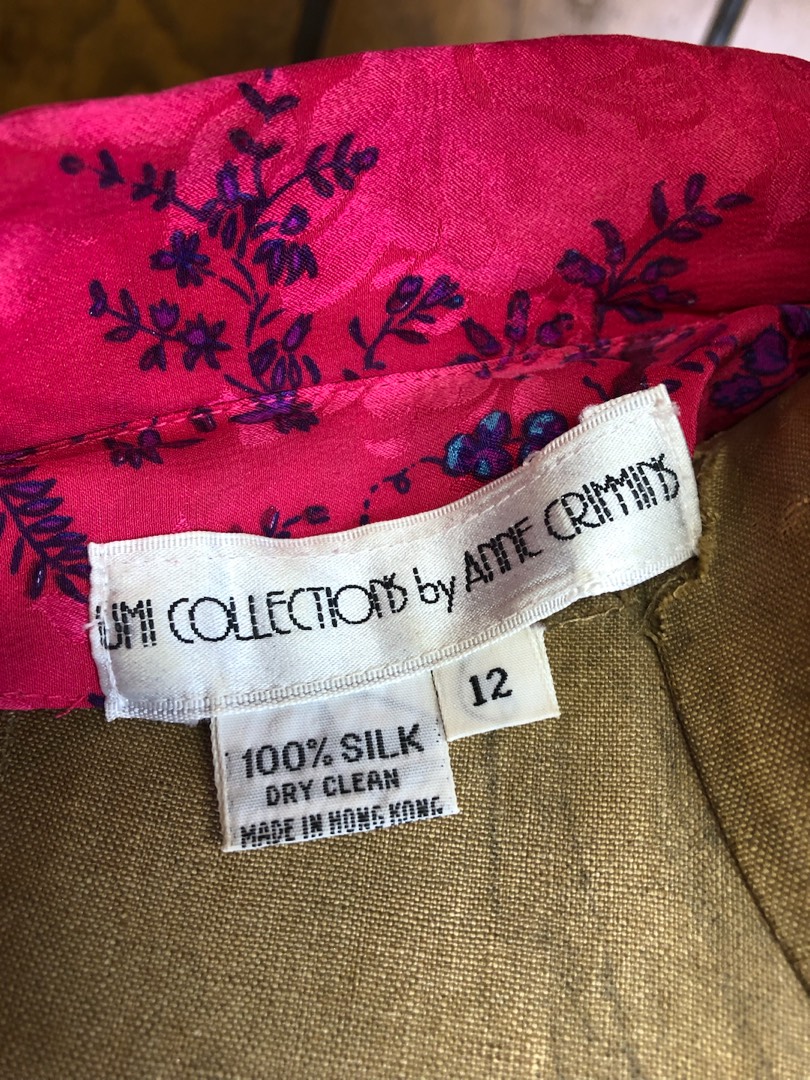 UMI COLLECTIONS by ANNE CRIMMINS
12
100% SILK
DRY CLEAN
MADE IN HONG KONG